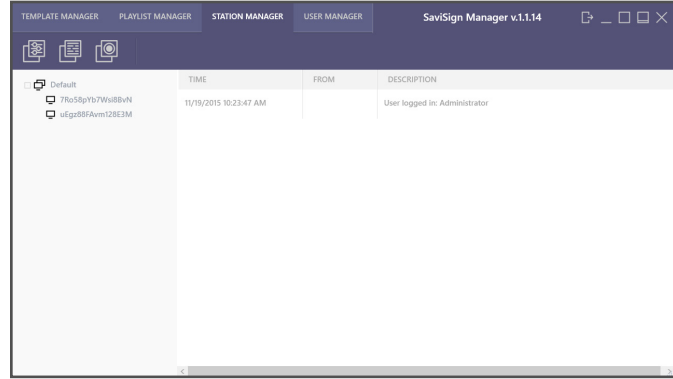 TEMPLATE MANAGER PLAYLIST MANAGER STATION MANAGER USER MANAGER SaviSign Manager v.1.1.14
Default TIME FROM DESCRIPTION
7Ro58pYb7Wsi8BvN 11/19/2015 10:23:47 AM User logged in: Administrator
uEgz88FAvm128E3M